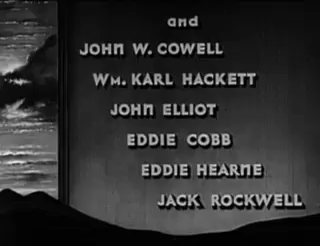 and
JOHN W. COWELL
WM. KARL HACKETT
JOHN ELLIOT
EDDIE COBB
EDDIE HEARNE
JACK ROCKWELL